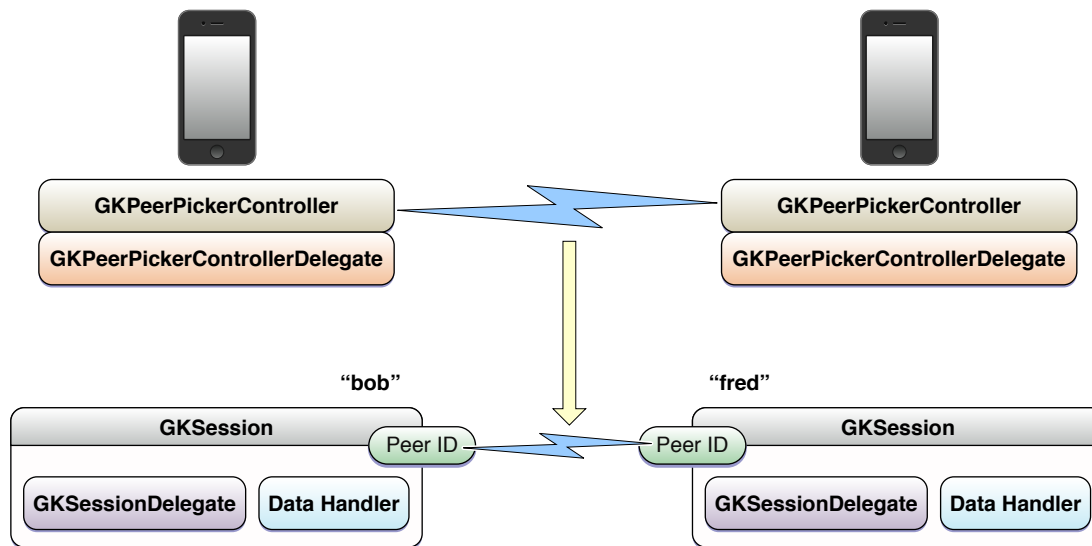 GKPeerPickerController
GKPeerPickerController
GKPeerPickerControllerDelegate
GKPeerPickerControllerDelegate
“bob”
“fred”
GKSession
GKSession
Peer ID
Peer ID
GKSessionDelegate
Data Handler
GKSessionDelegate
Data Handler